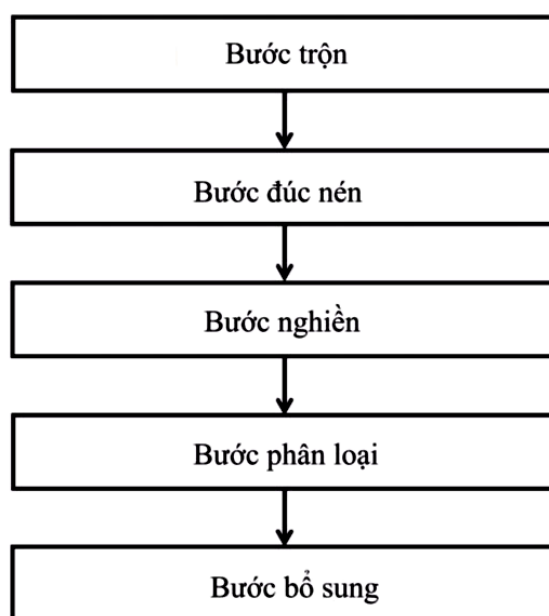 Bước trộn
Bước đúc nén
Bước nghiền
Bước phân loại
Bước bổ sung